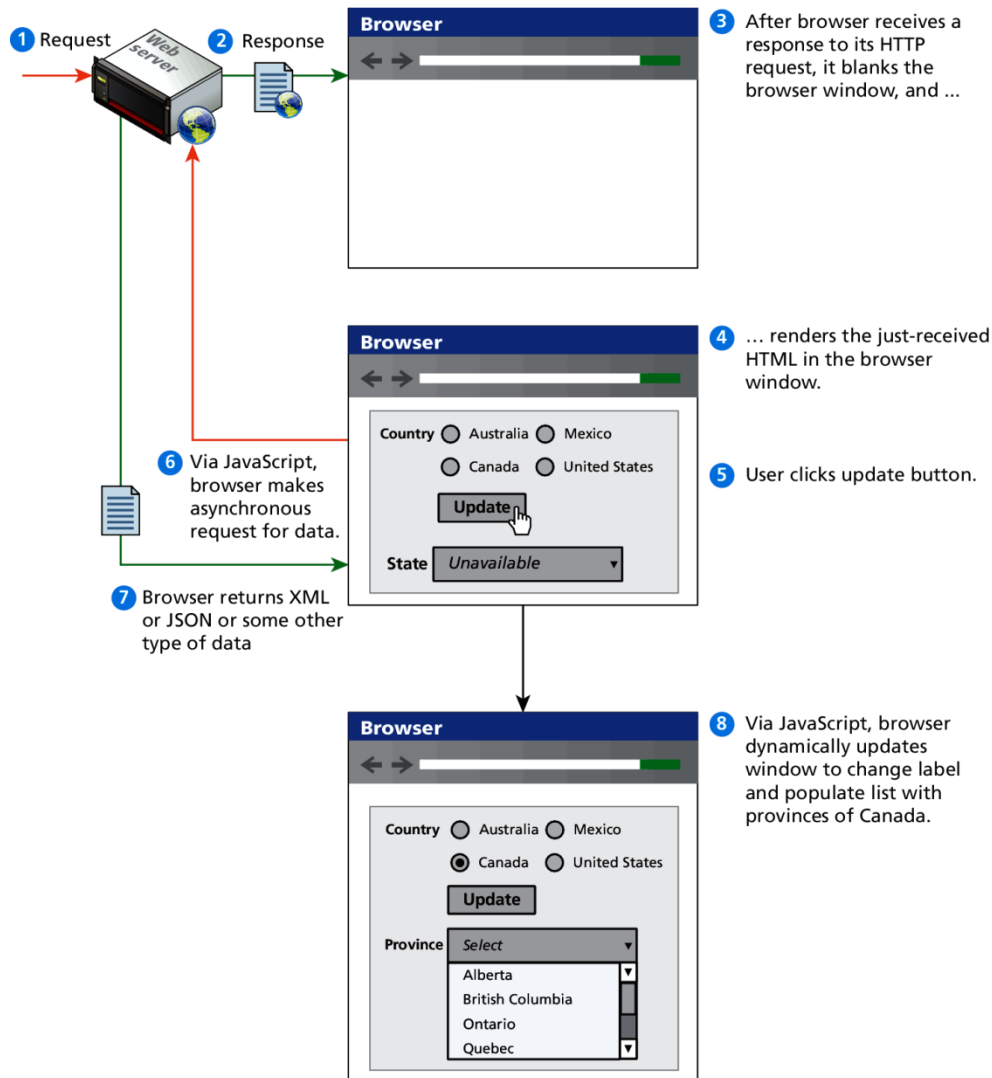 1 Request
Web
server
2 Response
Browser
3 After browser receives a
response to its HTTP
request, it blanks the
browser window, and ...
Browser
4 ... renders the just-received
HTML in the browser
window.
Country Australia Mexico
Canada United States
5 User clicks update button.
Update
State Unavailable
6 Via JavaScript,
browser makes
asynchronous
request for data.
7 Browser returns XML
or JSON or some other
type of data
Browser
8 Via JavaScript, browser
dynamically updates
window to change label
and populate list with
provinces of Canada.
Country Australia Mexico
Canada United States
Update
Province Select
Alberta
British Columbia
Ontario
Quebec